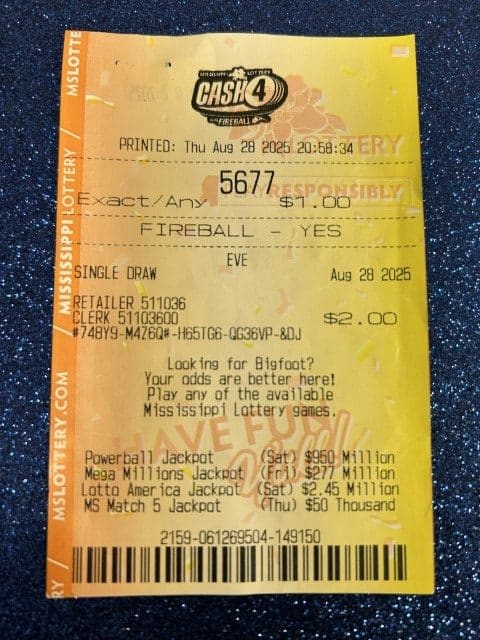 MISSISSIPPI LOTTERY
CASH 4
WITH FIREBALL
PRINTED: Thu Aug 28 2025 20:58:34
LOTTERY
5677
RESPONSIBLY
Exact/Any $1.00
FIREBALL - YES
EVE
SINGLE DRAW Aug 28 2025
RETAILER 511036
CLERK 51103600 $2.00
#748Y9-M4Z6Q#-H65TG6-QG36VP-&DJ
Looking for Bigfoot?
Your odds are better here!
Play any of the available
Mississippi Lottery games.
HAVE FUN
Powerball Jackpot (Sat) $950 Million
Mega Millions Jackpot (Fri) $277 Million
Lotto America Jackpot (Sat) $2.45 Million
MS Match 5 Jackpot (Thu) $50 Thousand
2159-061269504-149150
RY / MSLOTTERY.COM / MISSISSIPPI LOTTERY / MSLOTTE